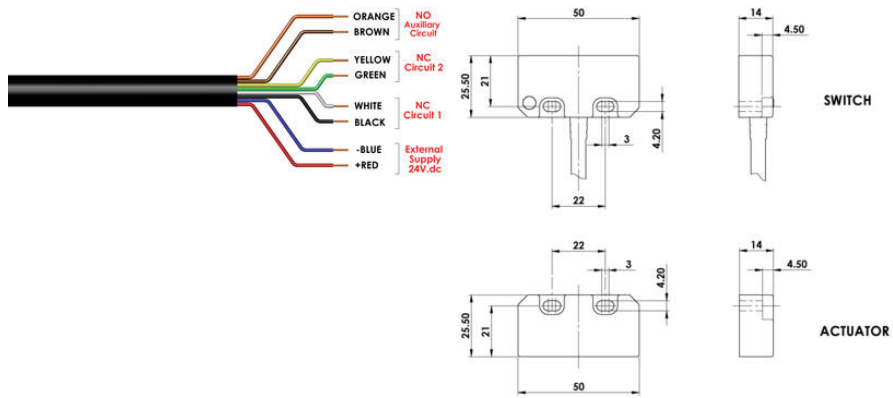 ORANGE
BROWN
NO
Auxiliary
Circuit
YELLOW
GREEN
NC
Circuit 2
WHITE
BLACK
NC
Circuit 1
-BLUE
+RED
External
Supply
24V.dc
50
25.50
21
3
4.20
22
14
4.50
SWITCH
22
3
4.20
25.50
21
50
14
4.50
ACTUATOR